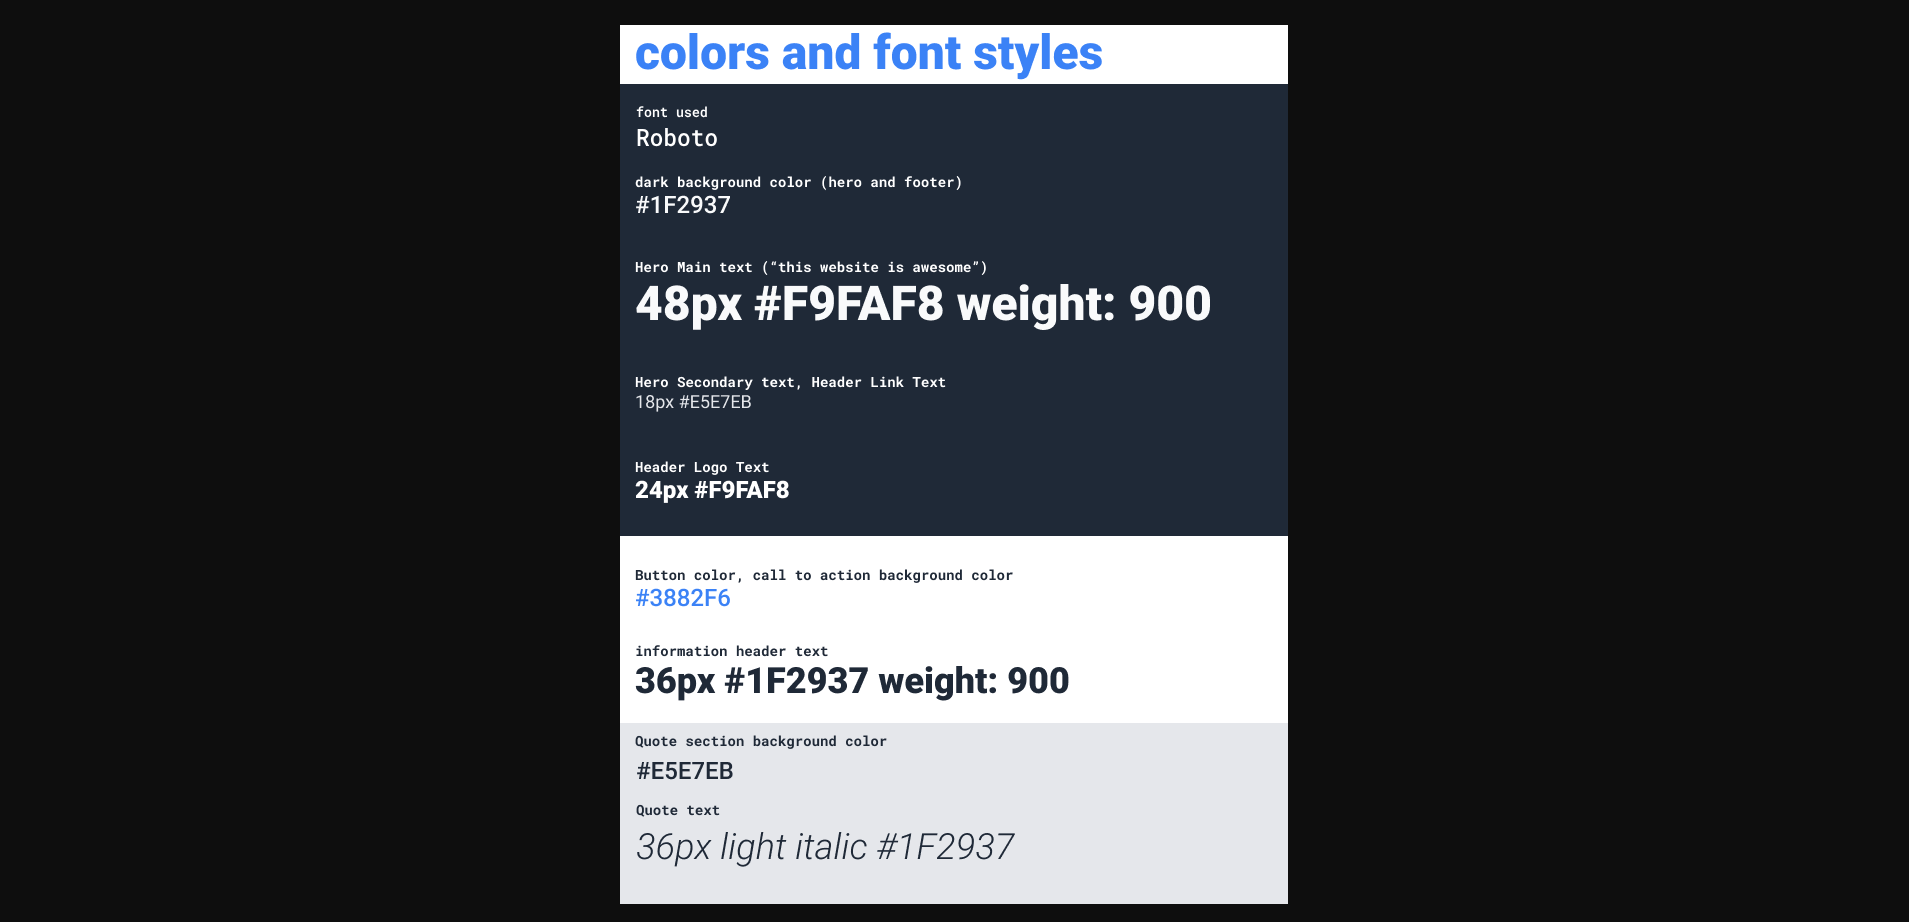 colors and font styles
font used
Roboto
dark background color (hero and footer)
#1F2937
Hero Main text (“this website is awesome”)
48px #F9FAF8 weight: 900
Hero Secondary text, Header Link Text
18px #E5E7EB
Header Logo Text
24px #F9FAF8
Button color, call to action background color
#3882F6
information header text
36px #1F2937 weight: 900
Quote section background color
#E5E7EB
Quote text
36px light italic #1F2937